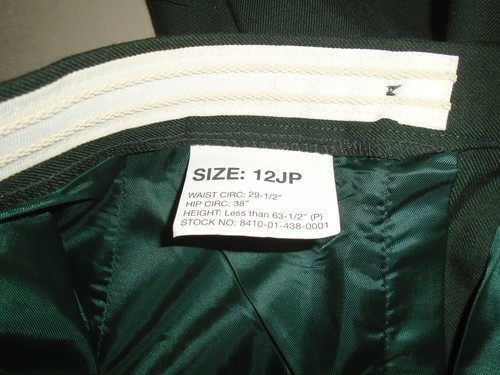 SIZE: 12JP
WAIST CIRC: 29-1/2"
HIP CIRC: 38"
HEIGHT: Less than 63-1/2" (P)
STOCK NO: 8410-01-438-0001